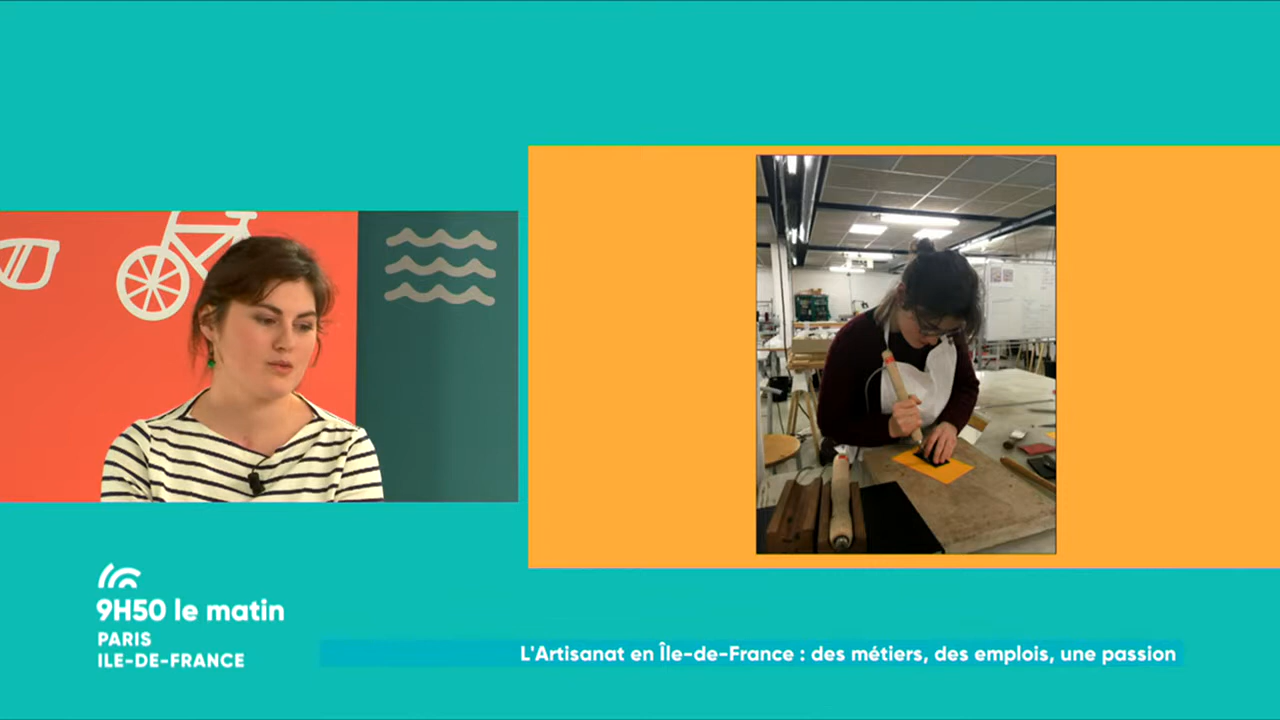 9H50 le matin
PARIS
ILE-DE-FRANCE
L'Artisanat en Île-de-France : des métiers, des emplois, une passion